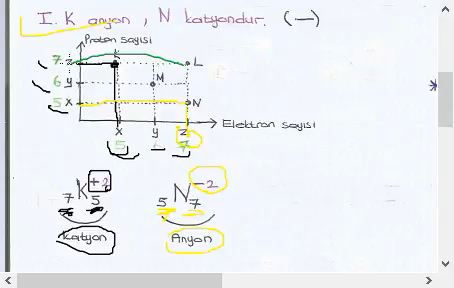 I. K anyon, N katyondur. (—)
Proton sayısı
7 z K L
6 y M
5 x N
x y z Elektron sayısı
5 6 7
7 K 5 +2
5 N 7 -2
Katyon Anyon